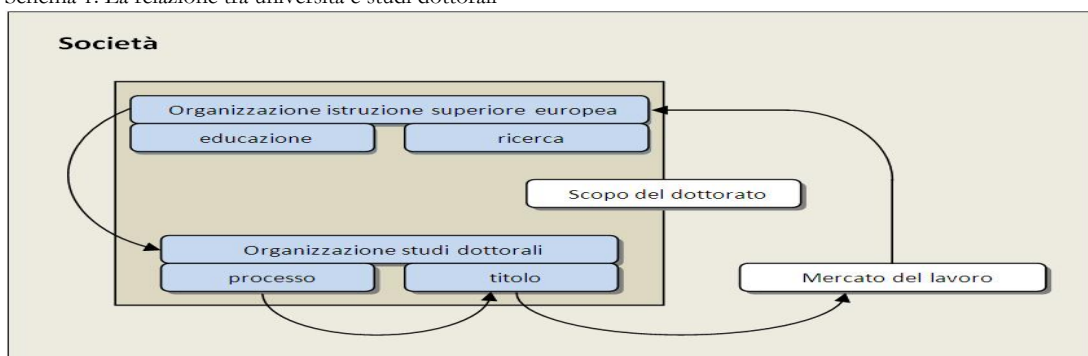 Schema 1. La relazione tra università e studi dottorali
Società
Organizzazione istruzione superiore europea
educazione
ricerca
Scopo del dottorato
Organizzazione studi dottorali
processo
titolo
Mercato del lavoro